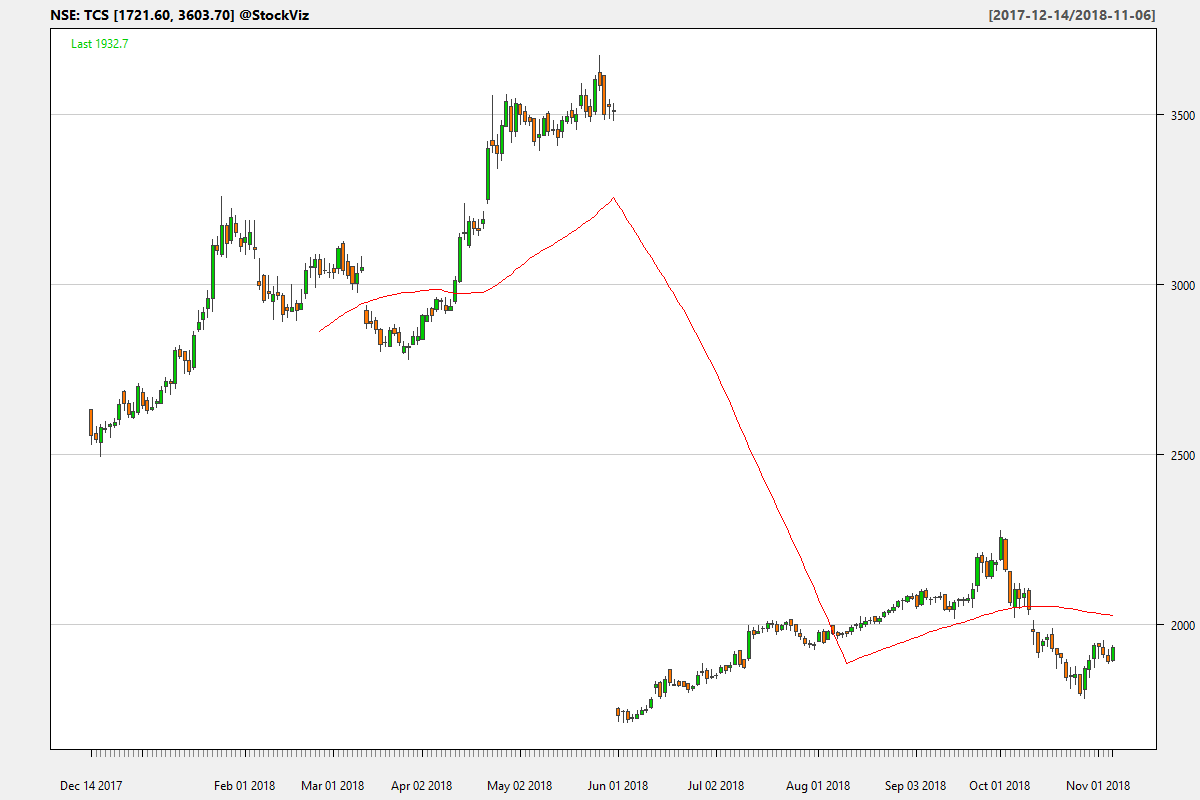 NSE: TCS [1721.60, 3603.70] @StockViz [2017-12-14/2018-11-06]
Last 1932.7
3500
3000
2500
2000
Dec 14 2017 Feb 01 2018 Mar 01 2018 Apr 02 2018 May 02 2018 Jun 01 2018 Jul 02 2018 Aug 01 2018 Sep 03 2018 Oct 01 2018 Nov 01 2018